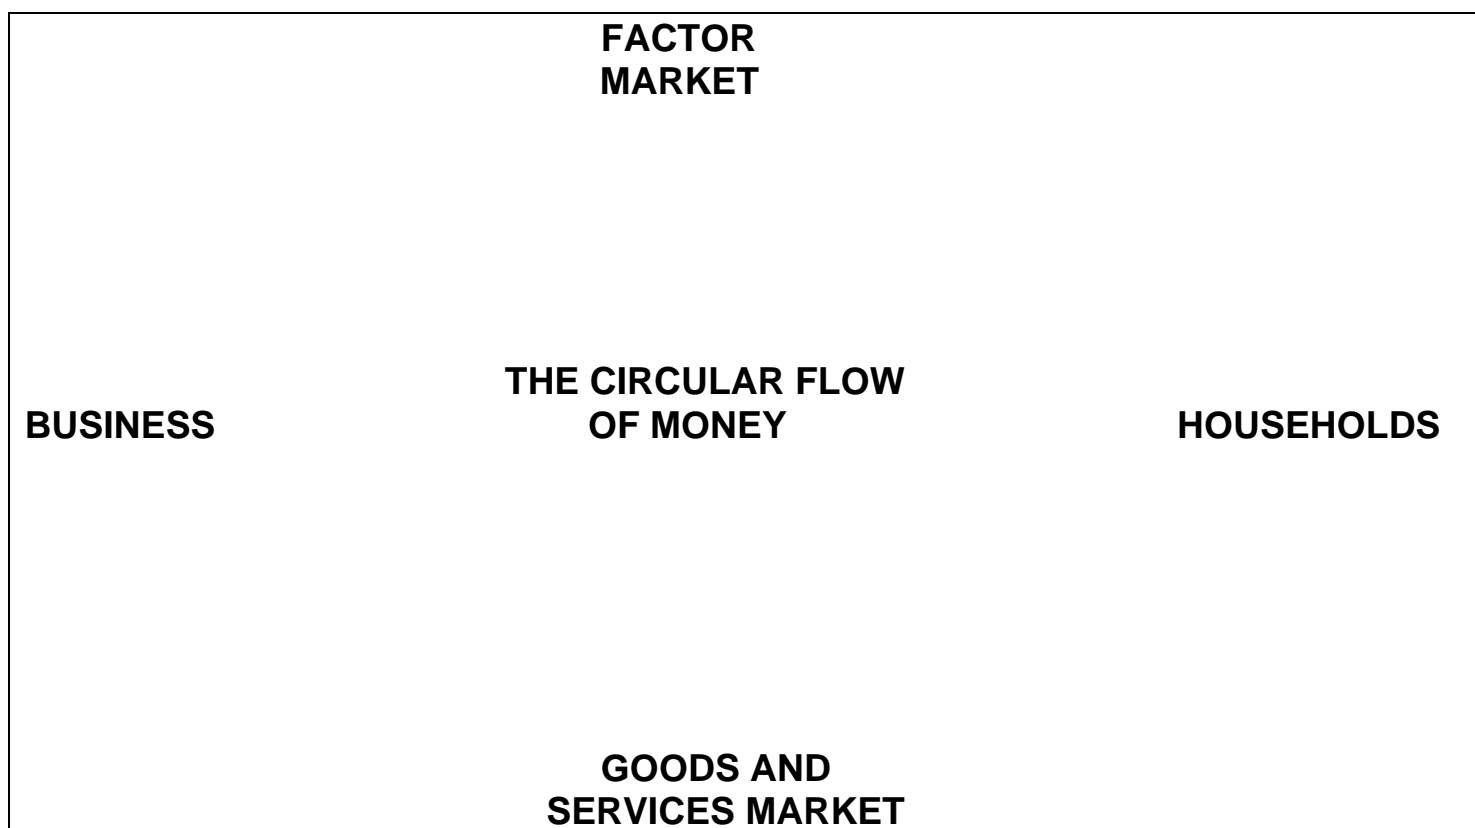 FACTOR
MARKET
THE CIRCULAR FLOW
BUSINESS OF MONEY HOUSEHOLDS
GOODS AND
SERVICES MARKET